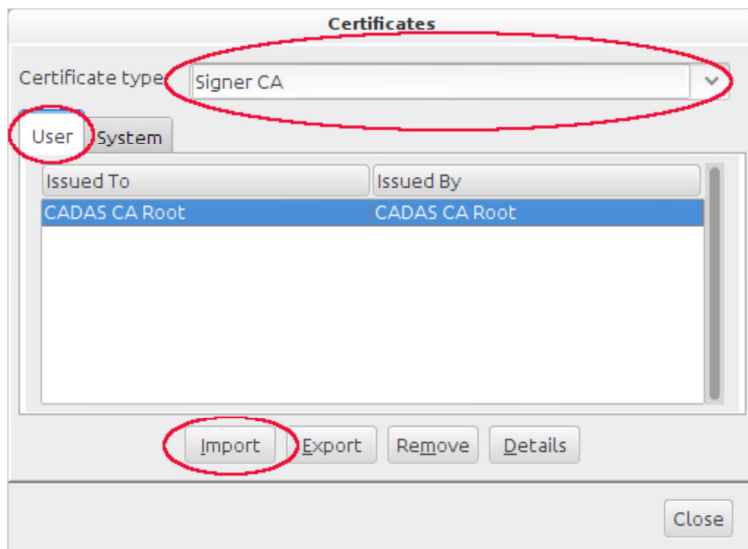 Certificates
Certificate type Signer CA
User System
Issued To Issued By
CADAS CA Root CADAS CA Root
Import Export Remove Details
Close